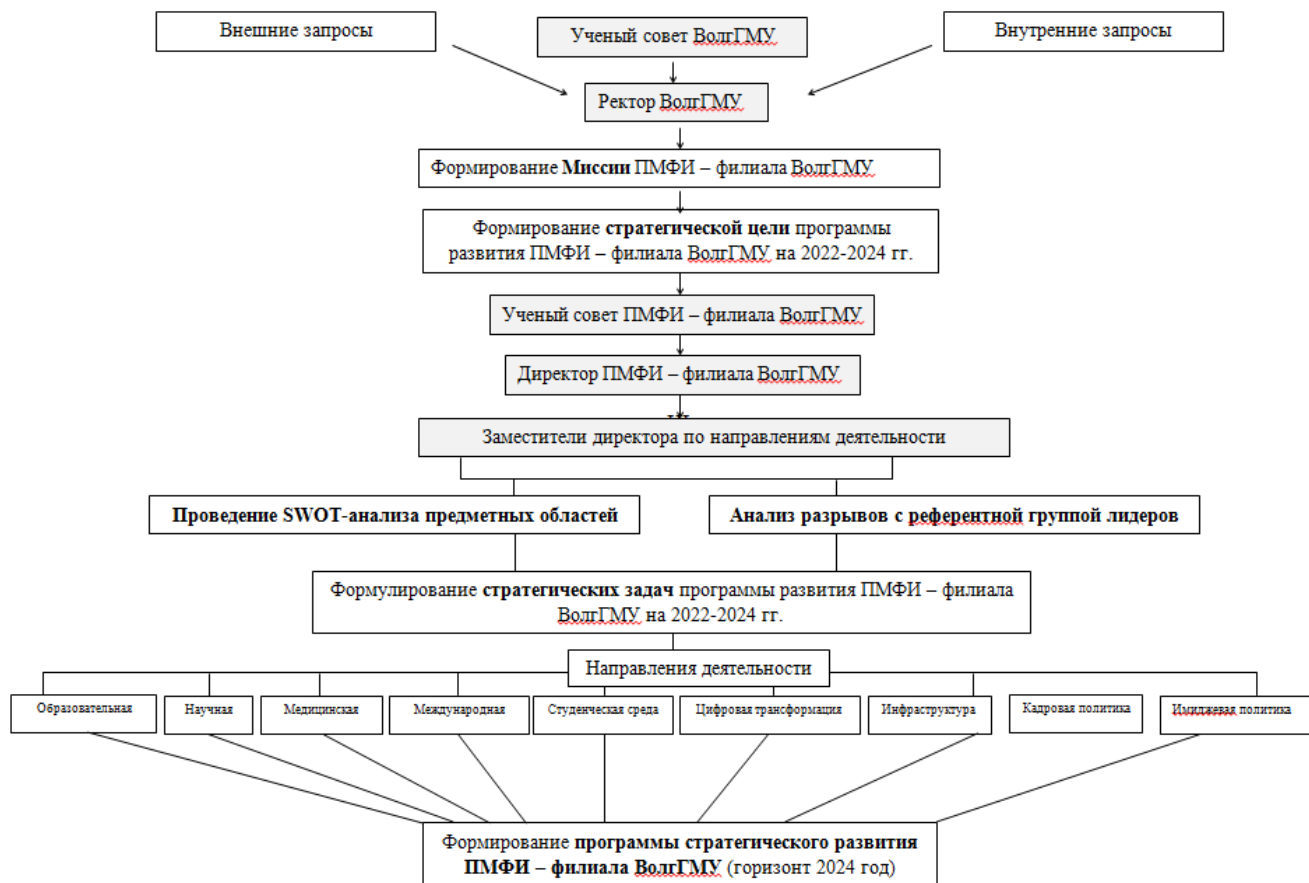 Внешние запросы
Ученый совет ВолгГМУ
Внутренние запросы
Ректор ВолгГМУ
Формирование Миссии ПМФИ – филиала ВолгГМУ
Формирование стратегической цели программы
развития ПМФИ – филиала ВолгГМУ на 2022-2024 гг.
Ученый совет ПМФИ – филиала ВолгГМУ
Директор ПМФИ – филиала ВолгГМУ
Заместители директора по направлениям деятельности
Проведение SWOT-анализа предметных областей
Анализ разрывов с референтной группой лидеров
Формулирование стратегических задач программы развития ПМФИ – филиала
ВолгГМУ на 2022-2024 гг.
Направления деятельности
Образовательная
Научная
Медицинская
Международная
Студенческая среда
Цифровая трансформация
Инфраструктура
Кадровая политика
Имиджевая политика
Формирование программы стратегического развития
ПМФИ – филиала ВолгГМУ (горизонт 2024 год)